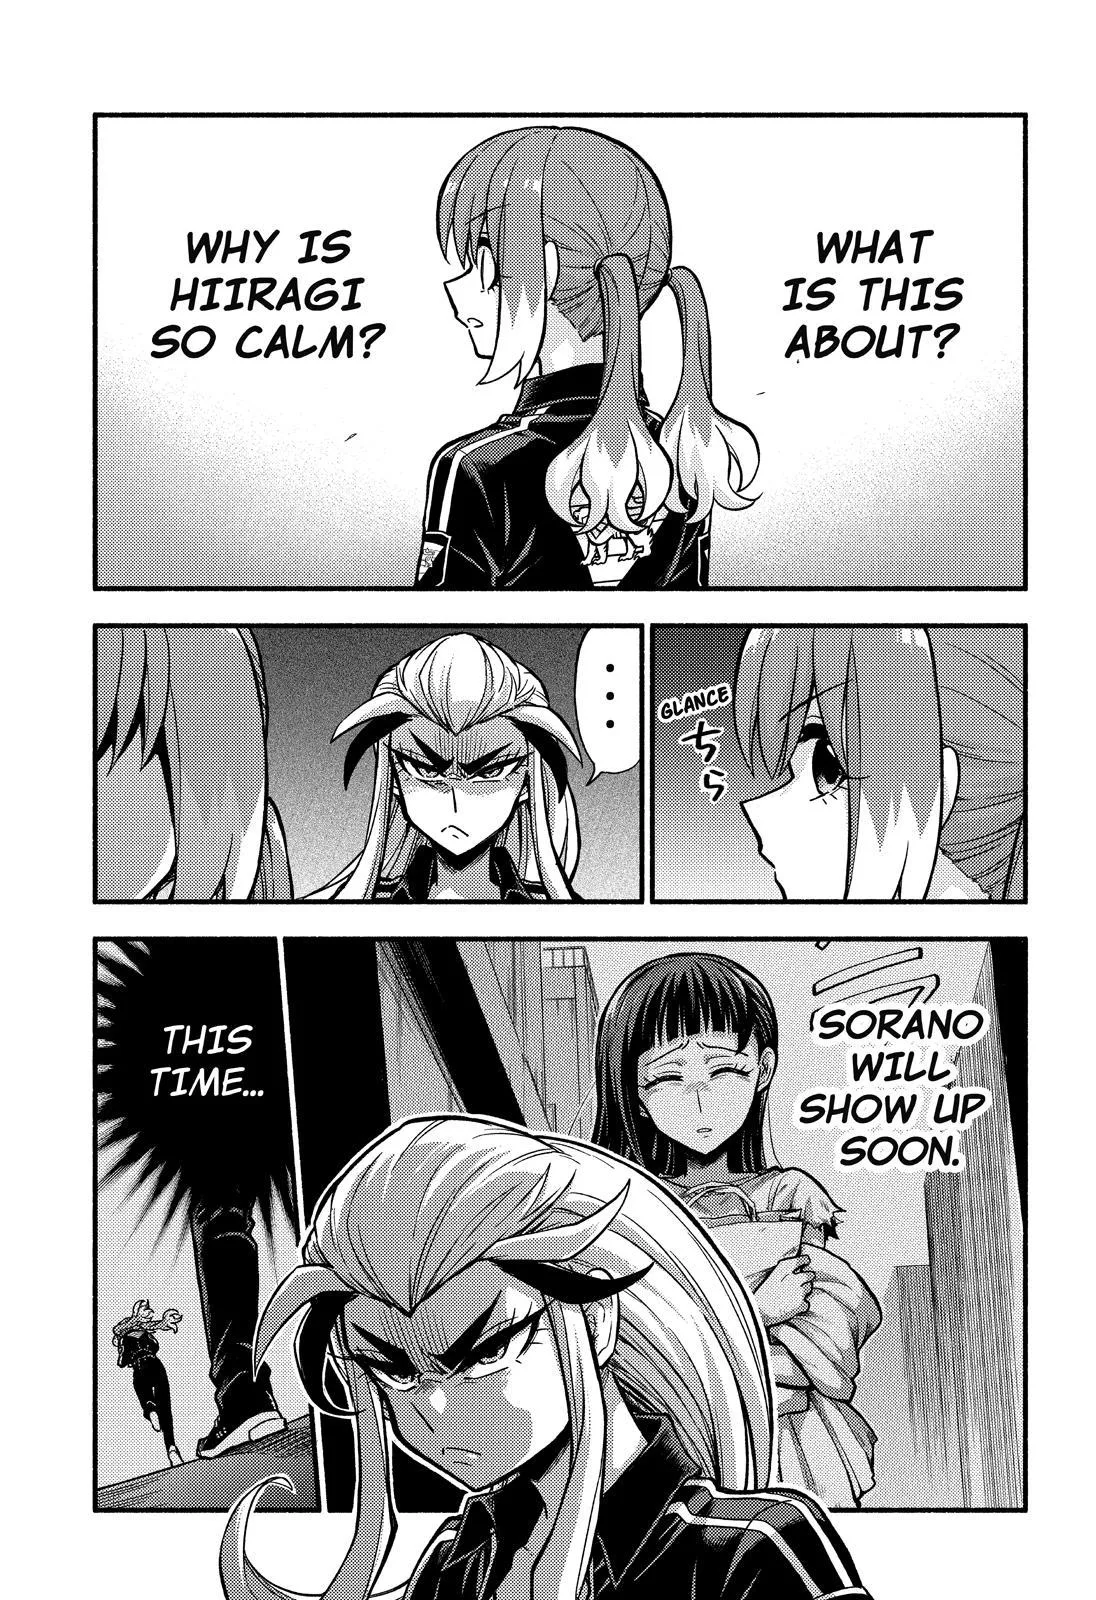 WHAT
IS THIS
ABOUT?
WHY IS
HIIRAGI
SO CALM?
GLANCE
ちら
...
SORANO
WILL
SHOW UP
SOON.
THIS
TIME...